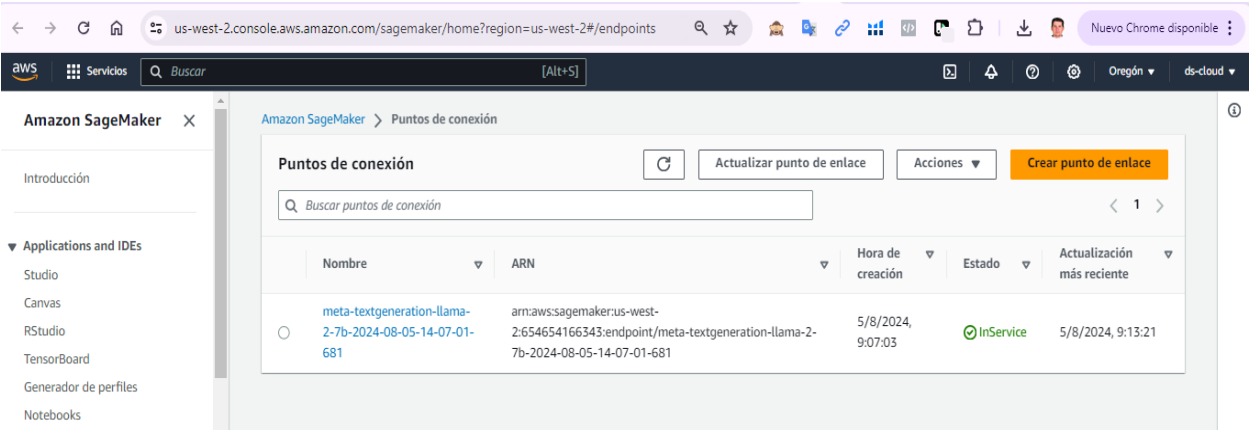 us-west-2.console.aws.amazon.com/sagemaker/home?region=us-west-2#/endpoints
Nuevo Chrome disponible
aws
Servicios
Buscar
[Alt+S]
Oregón
ds-cloud
Amazon SageMaker
Introducción
Applications and IDEs
Studio
Canvas
RStudio
TensorBoard
Generador de perfiles
Notebooks
Amazon SageMaker > Puntos de conexión
Puntos de conexión
Actualizar punto de enlace
Acciones
Crear punto de enlace
Buscar puntos de conexión
1
Nombre
ARN
Hora de
creación
Estado
Actualización
más reciente
meta-textgeneration-llama-
2-7b-2024-08-05-14-07-01-
681
arn:aws:sagemaker:us-west-
2:654654166343:endpoint/meta-textgeneration-llama-2-
7b-2024-08-05-14-07-01-681
5/8/2024,
9:07:03
InService
5/8/2024, 9:13:21